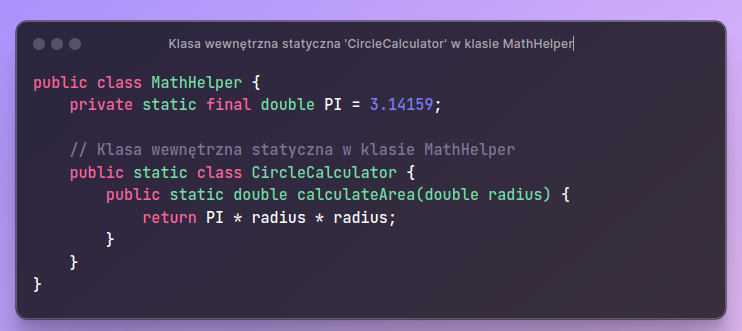 Klasa wewnętrzna statyczna 'CircleCalculator' w klasie MathHelper
public class MathHelper {
    private static final double PI = 3.14159;

    // Klasa wewnętrzna statyczna w klasie MathHelper
    public static class CircleCalculator {
        public static double calculateArea(double radius) {
            return PI * radius * radius;
        }
    }
}